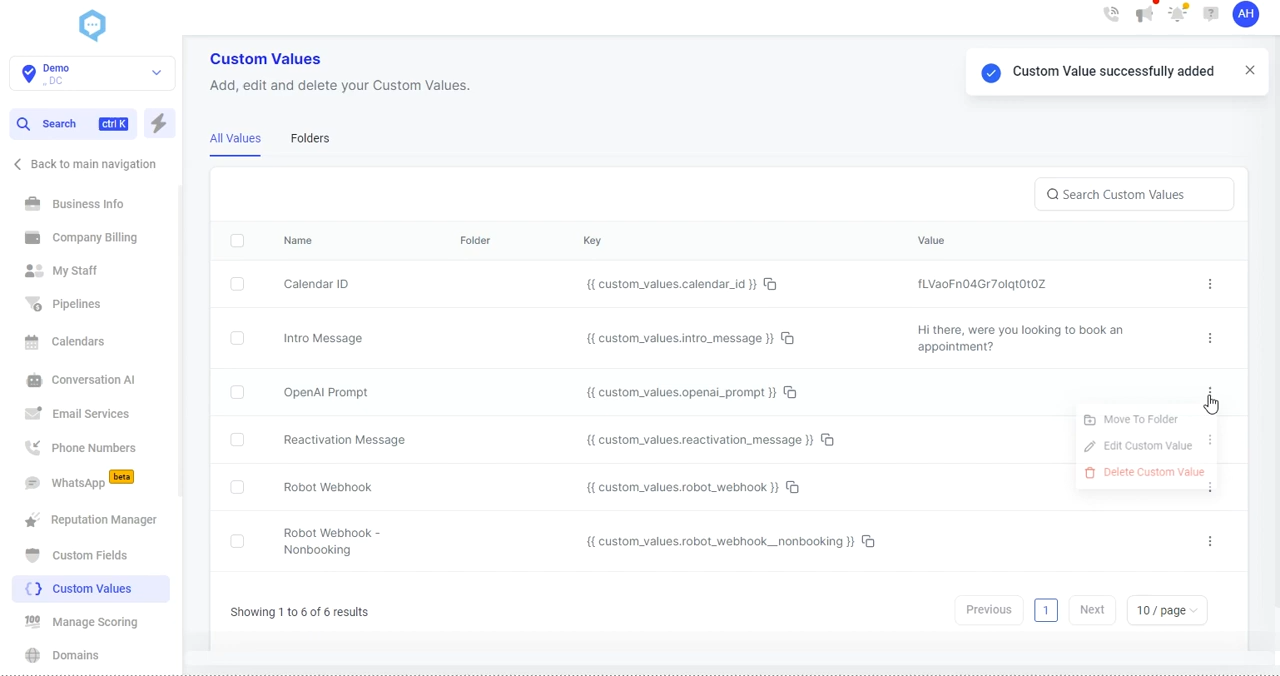 AH
Demo
,, DC
Search
ctrl K
Back to main navigation
Business Info
Company Billing
My Staff
Pipelines
Calendars
Conversation AI
Email Services
Phone Numbers
WhatsApp
beta
Reputation Manager
Custom Fields
Custom Values
100
Manage Scoring
Domains
Custom Values
Add, edit and delete your Custom Values.
Custom Value successfully added
All Values
Folders
Search Custom Values
Name Folder Key Value
Calendar ID {{ custom_values.calendar_id }} fLVaoFn04Gr7oIqt0t0Z
Intro Message {{ custom_values.intro_message }} Hi there, were you looking to book an
appointment?
OpenAI Prompt {{ custom_values.openai_prompt }}
Move To Folder
Edit Custom Value
Delete Custom Value
Reactivation Message {{ custom_values.reactivation_message }}
Robot Webhook {{ custom_values.robot_webhook }}
Robot Webhook -
Nonbooking
{{ custom_values.robot_webhook__nonbooking }}
Showing 1 to 6 of 6 results
Previous 1 Next 10 / page